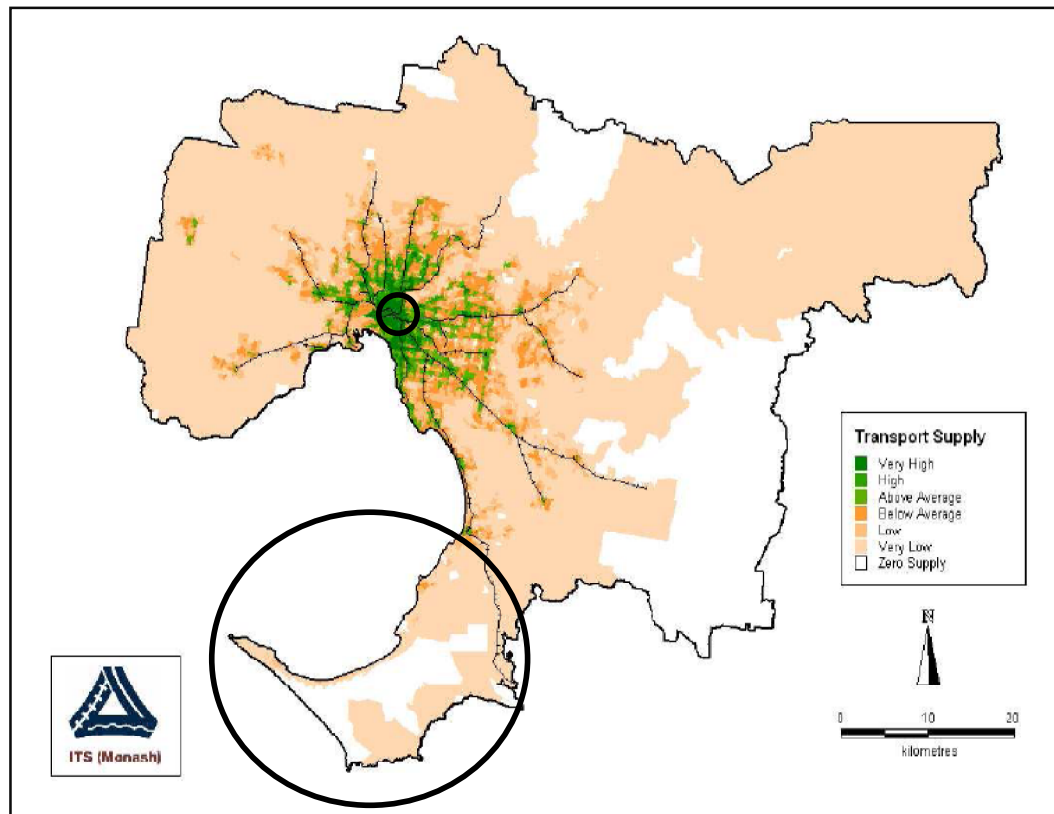 Transport Supply
Very High
High
Above Average
Below Average
Low
Very Low
Zero Supply
N
0 10 20
kilometres
ITS (Monash)